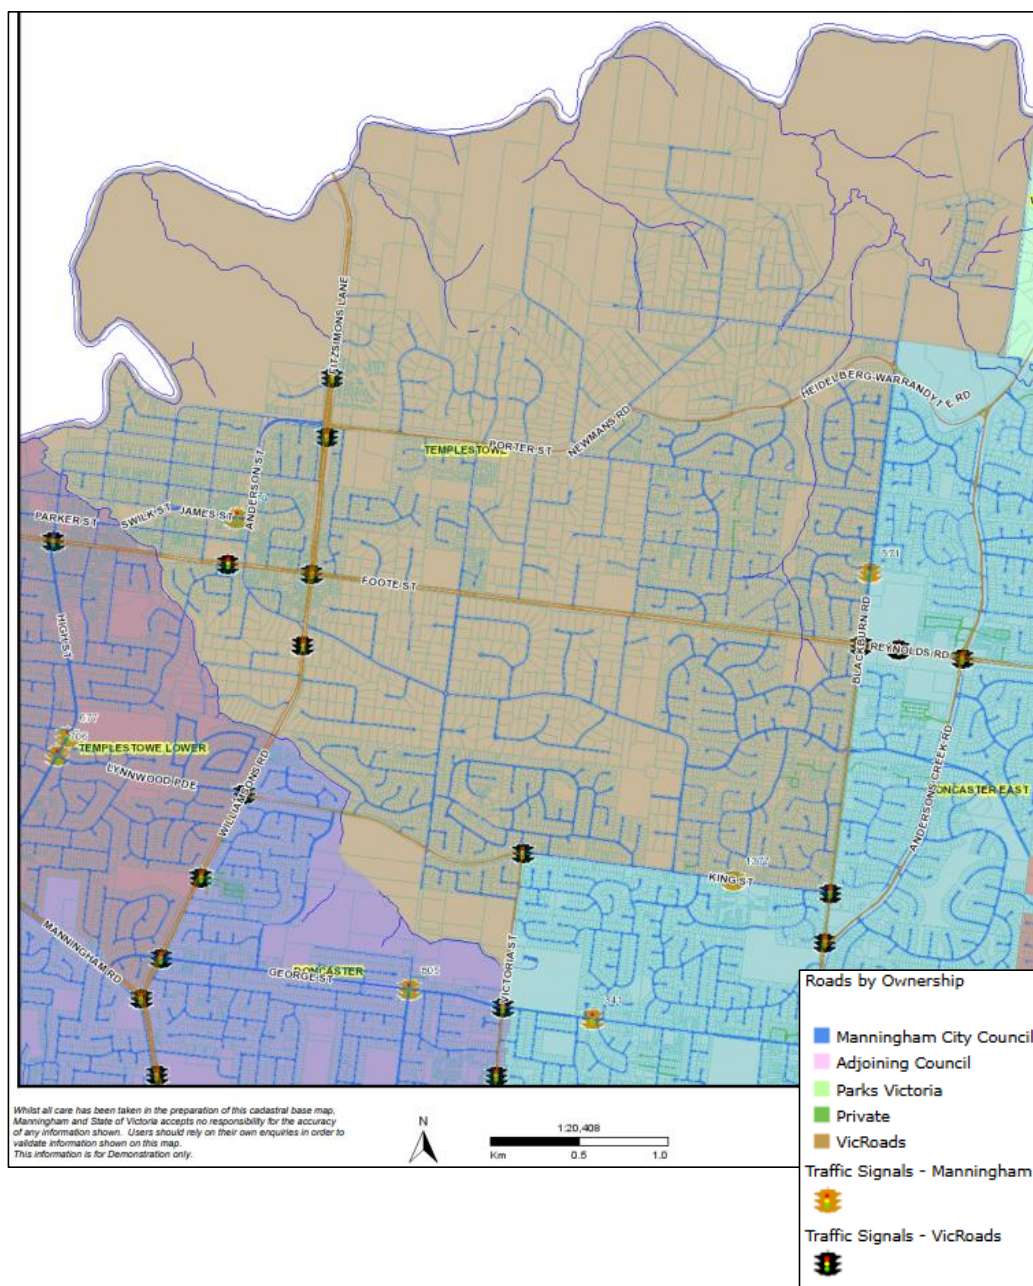 FITZSIMONS LANE
HEIDELBERG-WARRANDYTE RD
NEWMANS RD
PORTER ST
TEMPLESTOWE
ANDERSON ST
JAMES ST
SWILK ST
PARKER ST
521
FOOTE ST
HIGH ST
BLACKBURN RD
REYNOLDS RD
677
706
TEMPLESTOWE LOWER
LYNNWOOD PDE
WILLIAMSONS RD
ANDERSONS CREEK RD
ONCASTER EAST
1377
KING ST
MANNINGHAM RD
DONCASTER
GEORGE ST
805
VICTORIA ST
341
Roads by Ownership
Manningham City Council
Adjoining Council
Parks Victoria
Private
VicRoads
Traffic Signals - Manningham
Traffic Signals - VicRoads
Whilst all care has been taken in the preparation of this cadastral base map,
Manningham and State of Victoria accepts no responsibility for the accuracy
of any information shown. Users should rely on their own enquiries in order to
validate information shown on this map.
This information is for Demonstration only.
N
1:20,408
Km 0.5 1.0